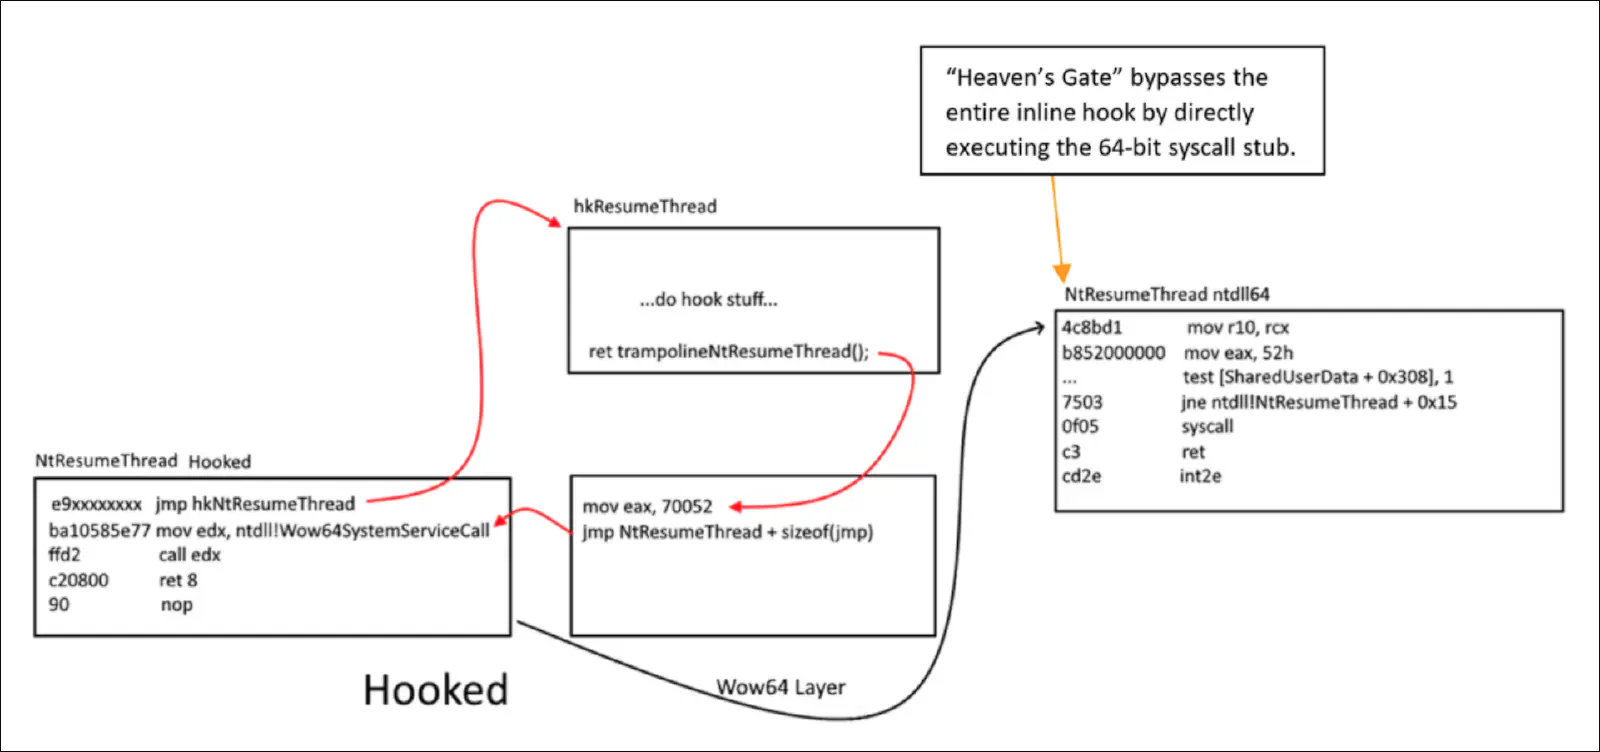 “Heaven’s Gate” bypasses the
entire inline hook by directly
executing the 64-bit syscall stub.
hkResumeThread
...do hook stuff...
ret trampolineNtResumeThread();
NtResumeThread ntdll64
4c8bd1 mov r10, rcx
b852000000 mov eax, 52h
... test [SharedUserData + 0x308], 1
7503 jne ntdll!NtResumeThread + 0x15
0f05 syscall
c3 ret
cd2e int2e
NtResumeThread Hooked
e9xxxxxxxx jmp hkNtResumeThread
ba10585e77 mov edx, ntdll!Wow64SystemServiceCall
ffd2 call edx
c20800 ret 8
90 nop
mov eax, 70052
jmp NtResumeThread + sizeof(jmp)
Hooked
Wow64 Layer